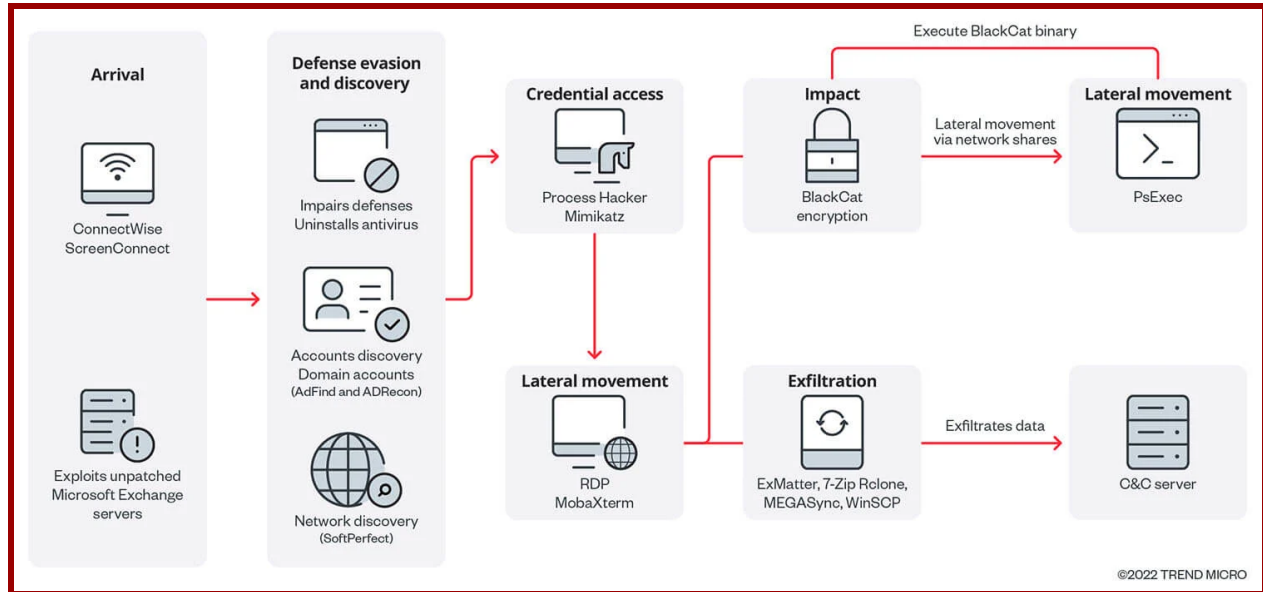 Arrival
ConnectWise
ScreenConnect
Exploits unpatched
Microsoft Exchange
servers
Defense evasion
and discovery
Impairs defenses
Uninstalls antivirus
Accounts discovery
Domain accounts
(AdFind and ADRecon)
Network discovery
(SoftPerfect)
Credential access
Process Hacker
Mimikatz
Lateral movement
RDP
MobaXterm
Impact
BlackCat
encryption
Execute BlackCat binary
Lateral movement
via network shares
Lateral movement
PsExec
Exfiltration
ExMatter, 7-Zip Rclone,
MEGASync, WinSCP
Exfiltrates data
C&C server
©2022 TREND MICRO